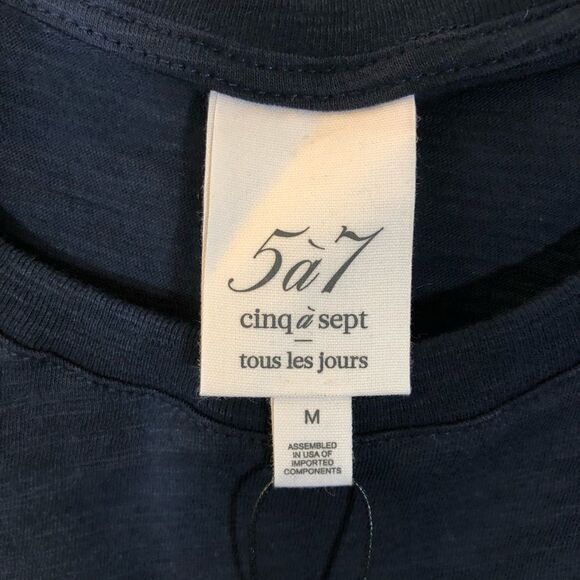 5à7
cinq à sept
tous les jours
M
ASSEMBLED
IN USA OF
IMPORTED
COMPONENTS